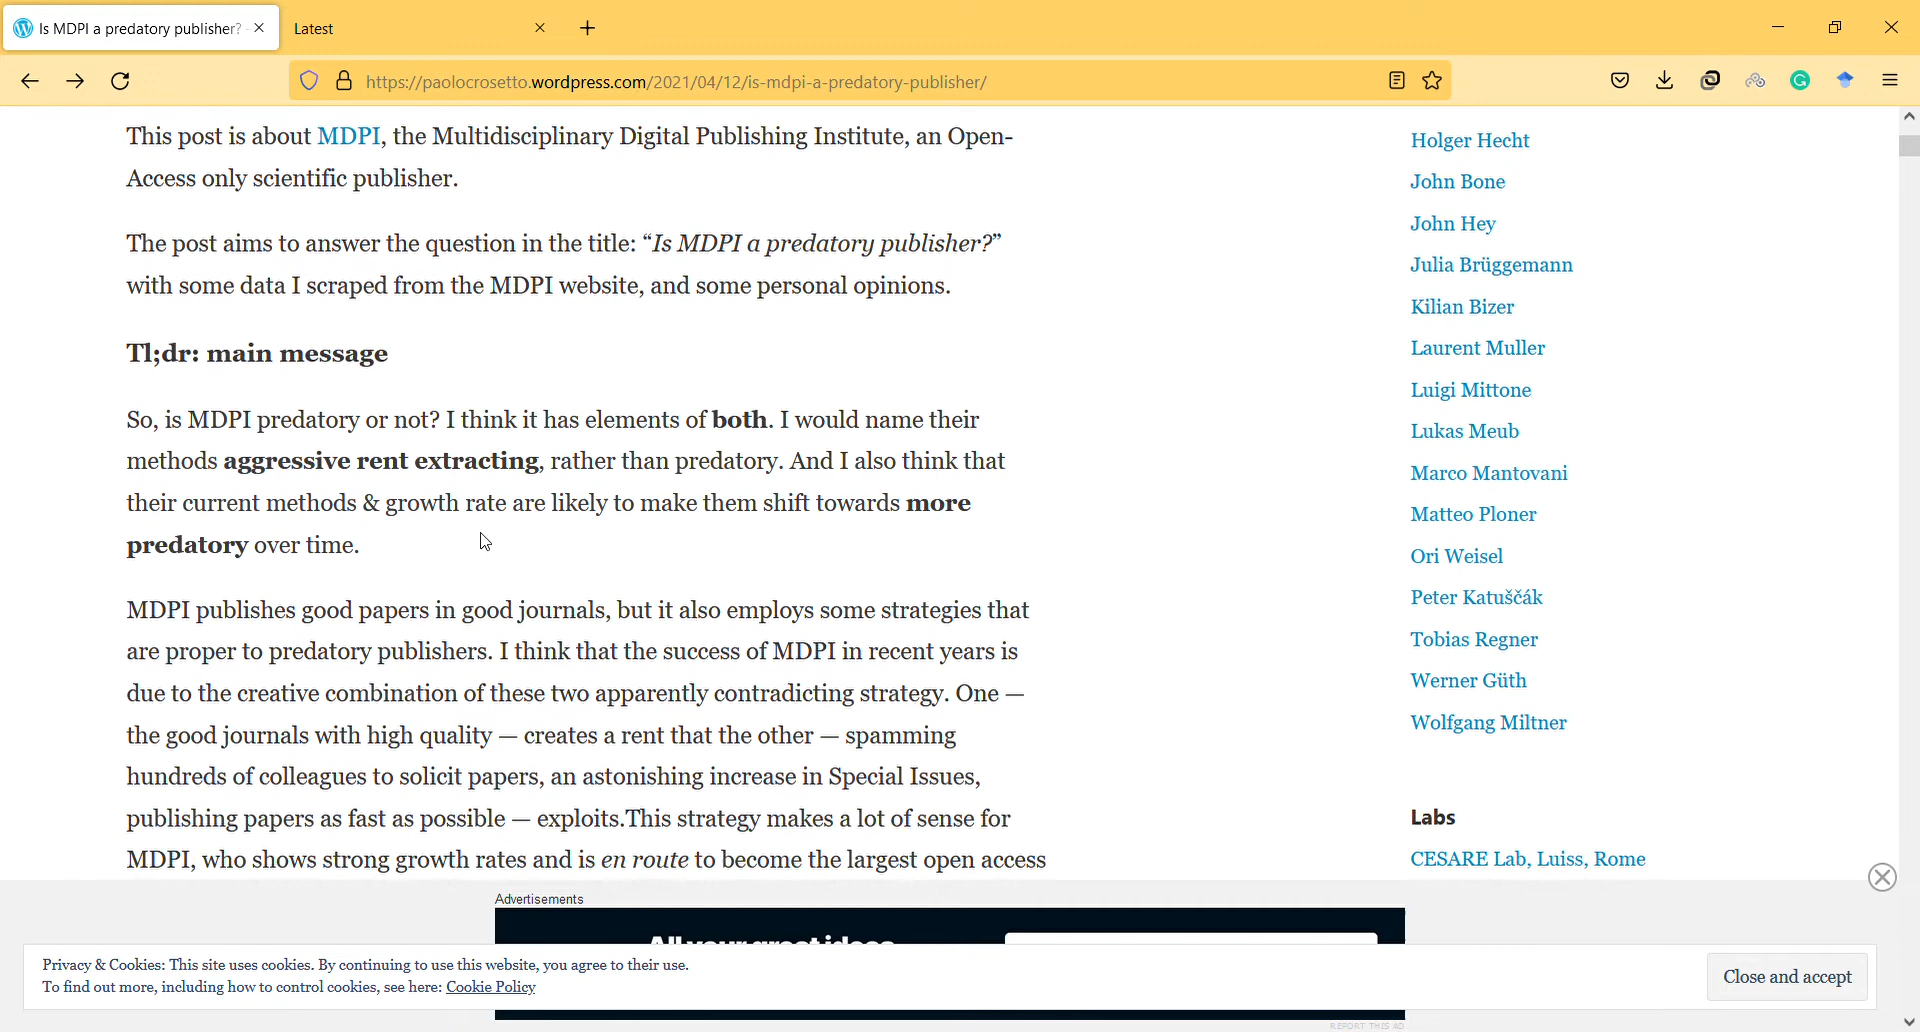 Is MDPI a predatory publisher?
Latest
https://paolocrosetto.wordpress.com/2021/04/12/is-mdpi-a-predatory-publisher/
This post is about MDPI, the Multidisciplinary Digital Publishing Institute, an Open-
Access only scientific publisher.
The post aims to answer the question in the title: “Is MDPI a predatory publisher?”
with some data I scraped from the MDPI website, and some personal opinions.
Tl;dr: main message
So, is MDPI predatory or not? I think it has elements of both. I would name their
methods aggressive rent extracting, rather than predatory. And I also think that
their current methods & growth rate are likely to make them shift towards more
predatory over time.
MDPI publishes good papers in good journals, but it also employs some strategies that
are proper to predatory publishers. I think that the success of MDPI in recent years is
due to the creative combination of these two apparently contradicting strategy. One —
the good journals with high quality — creates a rent that the other — spamming
hundreds of colleagues to solicit papers, an astonishing increase in Special Issues,
publishing papers as fast as possible — exploits.This strategy makes a lot of sense for
MDPI, who shows strong growth rates and is en route to become the largest open access
Holger Hecht
John Bone
John Hey
Julia Brüggemann
Kilian Bizer
Laurent Muller
Luigi Mittone
Lukas Meub
Marco Mantovani
Matteo Ploner
Ori Weisel
Peter Katuščák
Tobias Regner
Werner Güth
Wolfgang Miltner
Labs
CESARE Lab, Luiss, Rome
Advertisements
All your great ideas
Privacy & Cookies: This site uses cookies. By continuing to use this website, you agree to their use.
To find out more, including how to control cookies, see here: Cookie Policy
Close and accept
REPORT THIS AD